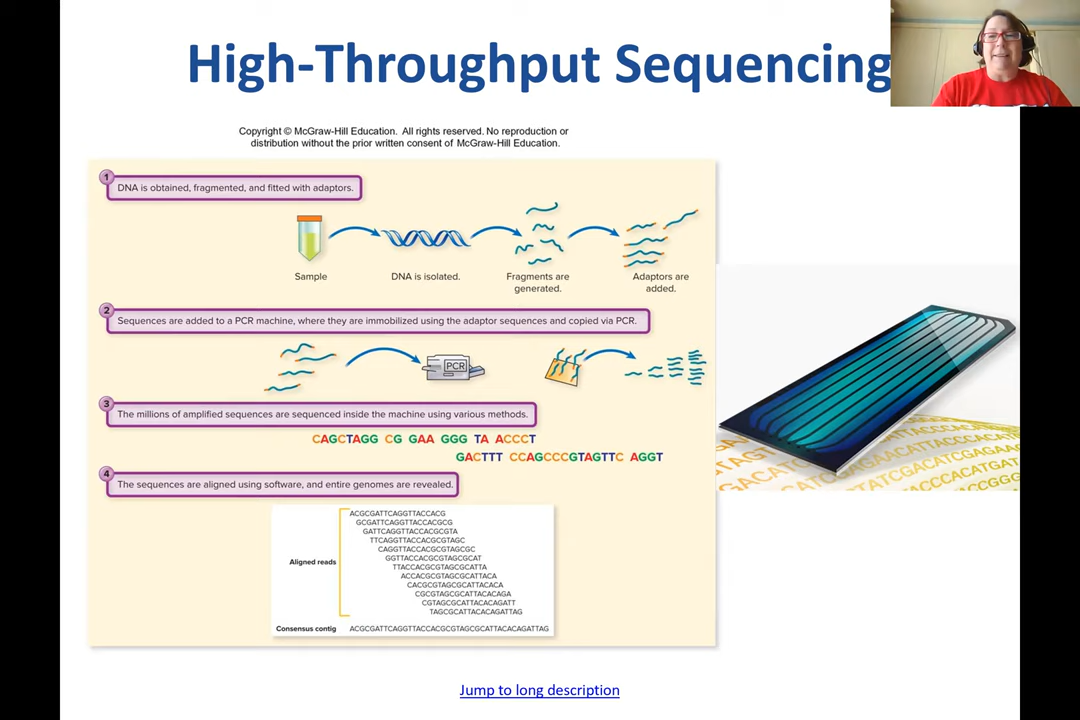 High-Throughput Sequencing
Copyright © McGraw-Hill Education. All rights reserved. No reproduction or
distribution without the prior written consent of McGraw-Hill Education.
1
DNA is obtained, fragmented, and fitted with adaptors.
Sample
DNA is isolated.
Fragments are
generated.
Adaptors are
added.
2
Sequences are added to a PCR machine, where they are immobilized using the adaptor sequences and copied via PCR.
PCR
3
The millions of amplified sequences are sequenced inside the machine using various methods.
CAGCTAGG CG GAA GGG TA ACCCT
GACTTT CCAGCCCGTAGTTC AGGT
4
The sequences are aligned using software, and entire genomes are revealed.
Aligned reads
ACGCGATTCAGGTTACCACG
GCGATTCAGGTTACCACGCG
GATTCAGGTTACCACGCGTA
TTCAGGTTACCACGCGTAGC
CAGGTTACCACGCGTAGCGC
GGTTACCACGCGTAGCGCAT
TTACCACGCGTAGCGCATTA
ACCACGCGTAGCGCATTACA
CACGCGTAGCGCATTACACA
CGCGTAGCGCATTACACAGA
CGTAGCGCATTACACAGATT
TAGCGCATTACACAGATTAG
Consensus contig
ACGCGATTCAGGTTACCACGCGTAGCGCATTACACAGATTAG
Jump to long description